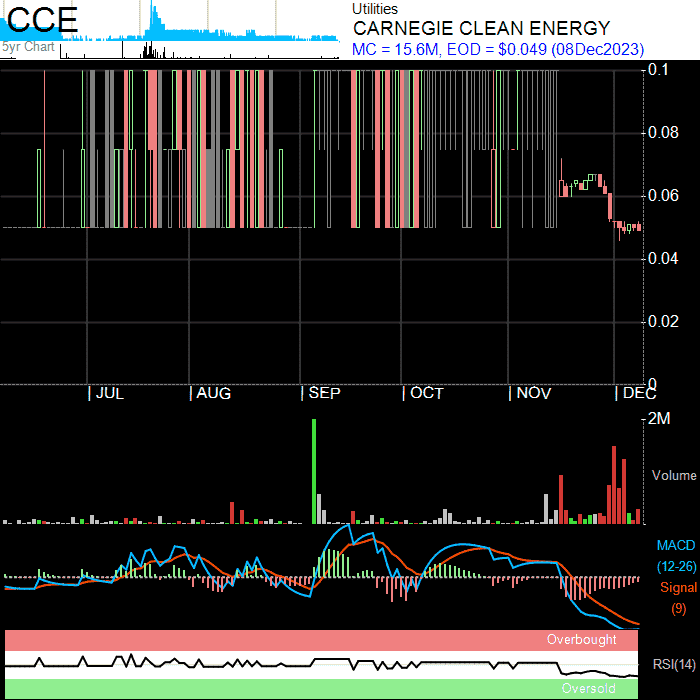 CCE
5yr Chart
Utilities
CARNEGIE CLEAN ENERGY
MC = 15.6M, EOD = $0.049 (08Dec2023)
0.1
0.08
0.06
0.04
0.02
0
JUL AUG SEP OCT NOV DEC
2M
Volume
MACD
(12-26)
Signal
(9)
Overbought
RSI(14)
Oversold